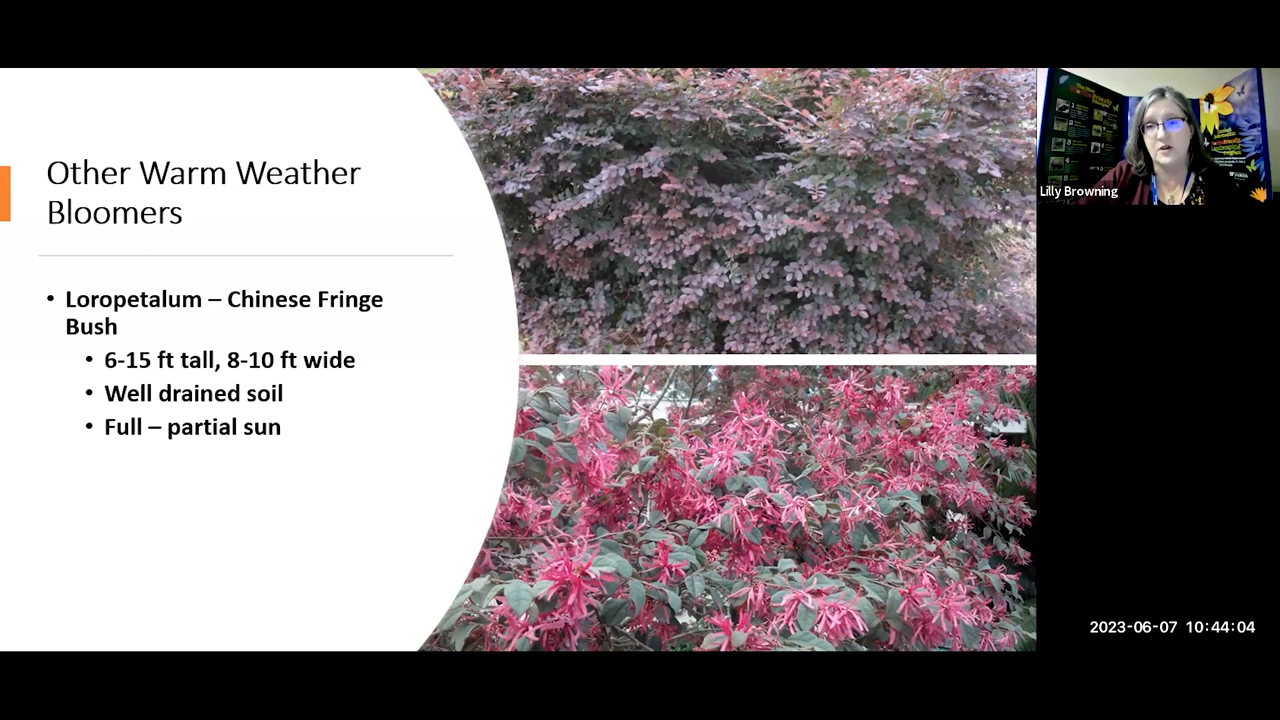 Other Warm Weather
Bloomers
• Loropetalum – Chinese Fringe
Bush
• 6-15 ft tall, 8-10 ft wide
• Well drained soil
• Full – partial sun
Lilly Browning
2023-06-07 10:44:04